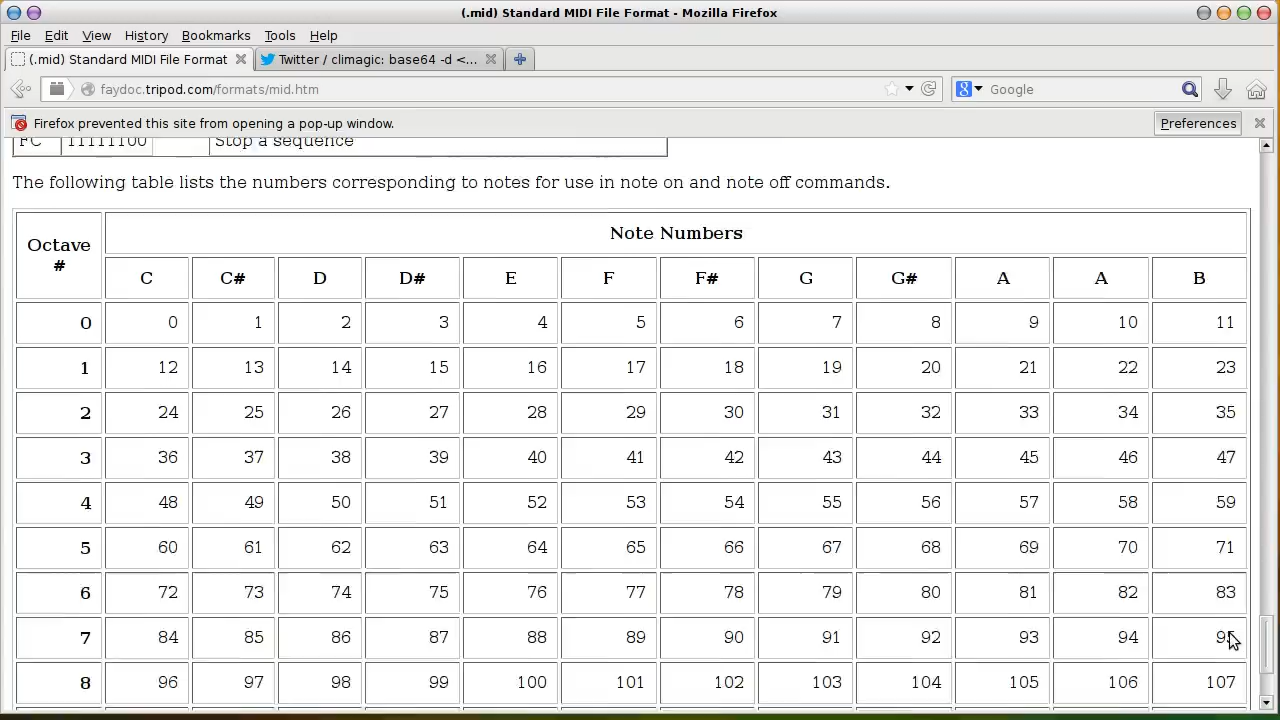 (.mid) Standard MIDI File Format - Mozilla Firefox
File Edit View History Bookmarks Tools Help
(.mid) Standard MIDI File Format Twitter / climagic: base64 -d <...
faydoc.tripod.com/formats/mid.htm Google
Firefox prevented this site from opening a pop-up window. Preferences
FC 11111100 Stop a sequence
The following table lists the numbers corresponding to notes for use in note on and note off commands.
Octave # Note Numbers
C C# D D# E F F# G G# A A B
0 0 1 2 3 4 5 6 7 8 9 10 11
1 12 13 14 15 16 17 18 19 20 21 22 23
2 24 25 26 27 28 29 30 31 32 33 34 35
3 36 37 38 39 40 41 42 43 44 45 46 47
4 48 49 50 51 52 53 54 55 56 57 58 59
5 60 61 62 63 64 65 66 67 68 69 70 71
6 72 73 74 75 76 77 78 79 80 81 82 83
7 84 85 86 87 88 89 90 91 92 93 94 95
8 96 97 98 99 100 101 102 103 104 105 106 107